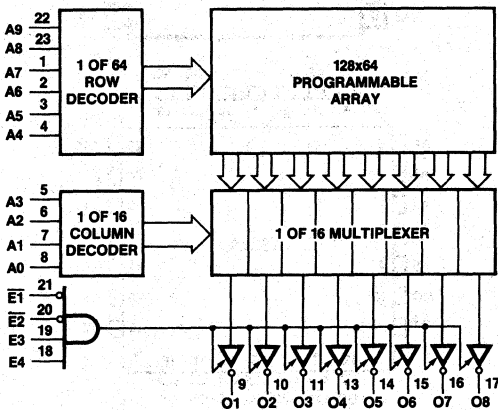 22
A9
23
A8
1
A7
2
A6
3
A5
4
A4
1 OF 64
ROW
DECODER
128x64
PROGRAMMABLE
ARRAY
5
A3
6
A2
7
A1
8
A0
1 OF 16
COLUMN
DECODER
1 OF 16 MULTIPLEXER
21
E1
20
E2
19
E3
18
E4
9 10 11 13 14 15 16 17
O1 O2 O3 O4 O5 O6 O7 O8